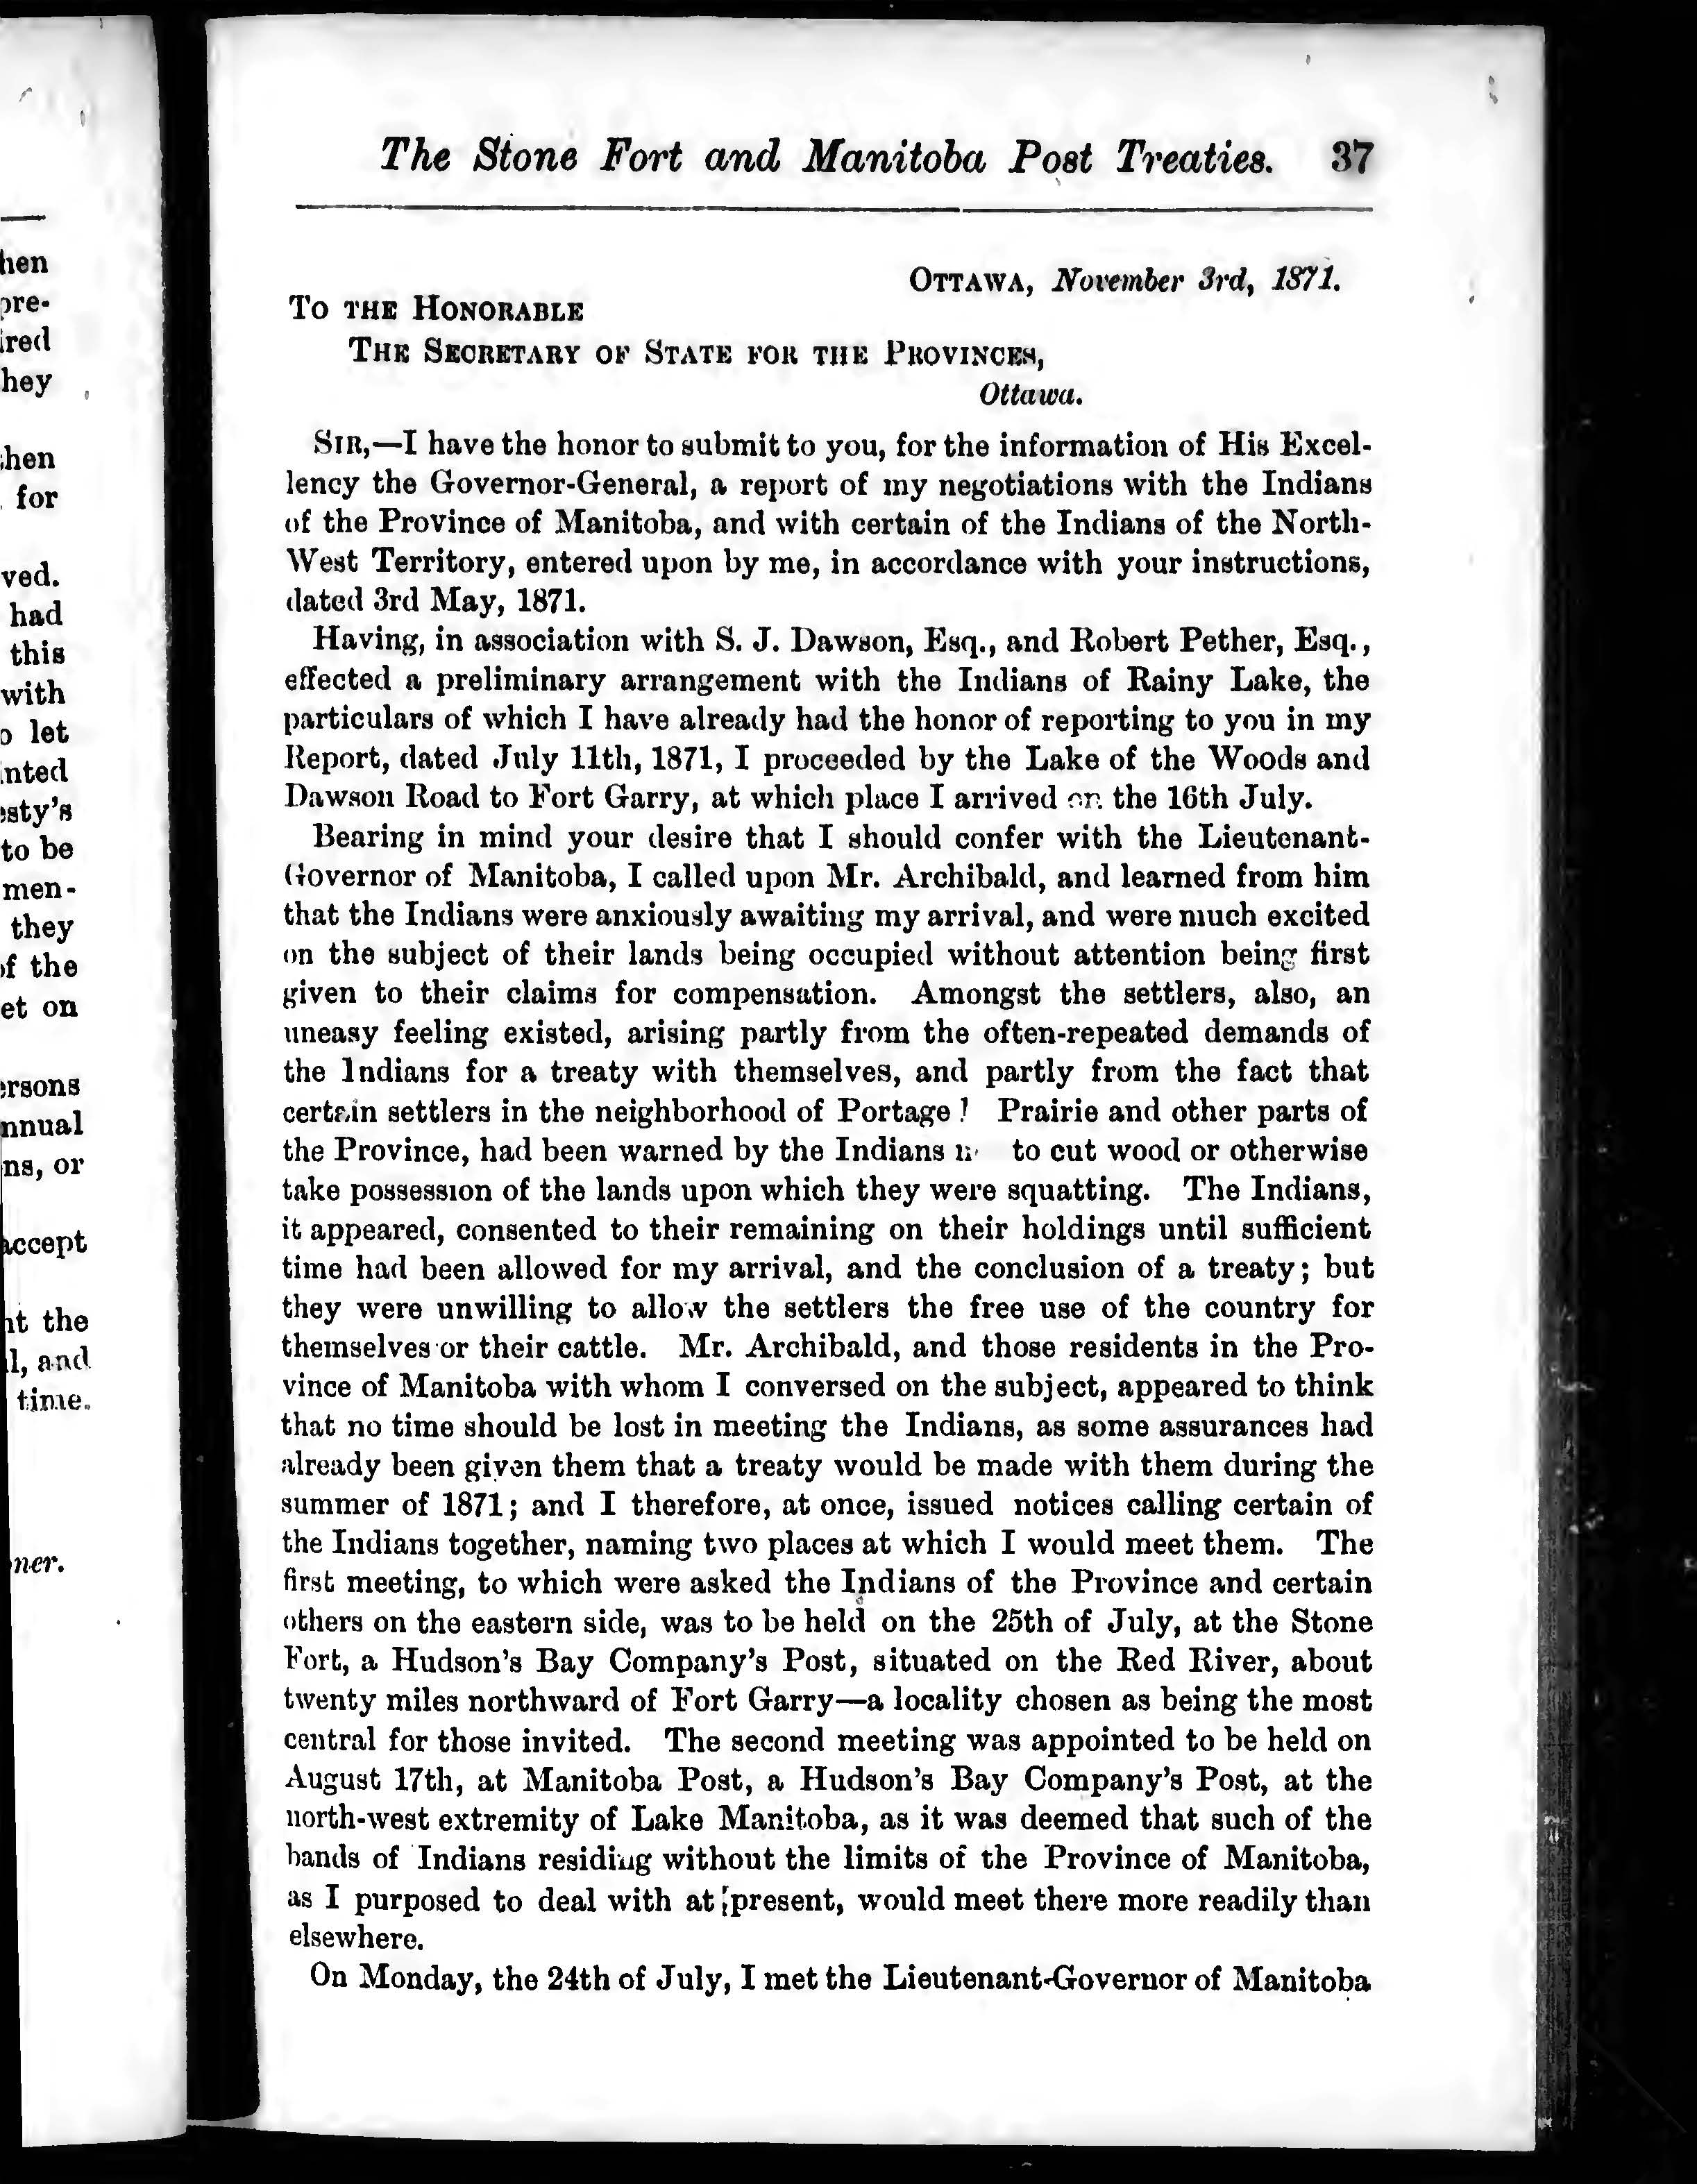 hen
pre-
ired
hey
then
for
ved.
had
this
with
o let
inted
esty's
to be
men-
they
of the
et on
ersons
nnual
ns, or
accept
at the
l, and
time.
ner.
The Stone Fort and Manitoba Post Treaties. 37
OTTAWA, November 3rd, 1871.
TO THE HONORABLE
THE SECRETARY OF STATE FOR THE PROVINCES,
Ottawa.
SIR,—I have the honor to submit to you, for the information of His Excel-
lency the Governor-General, a report of my negotiations with the Indians
of the Province of Manitoba, and with certain of the Indians of the North-
West Territory, entered upon by me, in accordance with your instructions,
dated 3rd May, 1871.
Having, in association with S. J. Dawson, Esq., and Robert Pether, Esq.,
effected a preliminary arrangement with the Indians of Rainy Lake, the
particulars of which I have already had the honor of reporting to you in my
Report, dated July 11th, 1871, I proceeded by the Lake of the Woods and
Dawson Road to Fort Garry, at which place I arrived on the 16th July.
Bearing in mind your desire that I should confer with the Lieutenant-
Governor of Manitoba, I called upon Mr. Archibald, and learned from him
that the Indians were anxiously awaiting my arrival, and were much excited
on the subject of their lands being occupied without attention being first
given to their claims for compensation. Amongst the settlers, also, an
uneasy feeling existed, arising partly from the often-repeated demands of
the Indians for a treaty with themselves, and partly from the fact that
certain settlers in the neighborhood of Portage Prairie and other parts of
the Province, had been warned by the Indians to cut wood or otherwise
take possession of the lands upon which they were squatting. The Indians,
it appeared, consented to their remaining on their holdings until sufficient
time had been allowed for my arrival, and the conclusion of a treaty; but
they were unwilling to allow the settlers the free use of the country for
themselves or their cattle. Mr. Archibald, and those residents in the Pro-
vince of Manitoba with whom I conversed on the subject, appeared to think
that no time should be lost in meeting the Indians, as some assurances had
already been given them that a treaty would be made with them during the
summer of 1871; and I therefore, at once, issued notices calling certain of
the Indians together, naming two places at which I would meet them. The
first meeting, to which were asked the Indians of the Province and certain
others on the eastern side, was to be held on the 25th of July, at the Stone
Fort, a Hudson's Bay Company's Post, situated on the Red River, about
twenty miles northward of Fort Garry—a locality chosen as being the most
central for those invited. The second meeting was appointed to be held on
August 17th, at Manitoba Post, a Hudson's Bay Company's Post, at the
north-west extremity of Lake Manitoba, as it was deemed that such of the
bands of Indians residing without the limits of the Province of Manitoba,
as I purposed to deal with at present, would meet there more readily than
elsewhere.
On Monday, the 24th of July, I met the Lieutenant-Governor of Manitoba